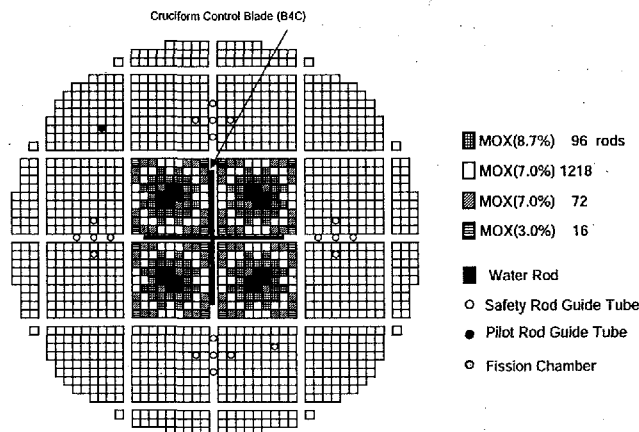 Cruciform Control Blade (B4C)
MOX(8.7%) 96 rods
MOX(7.0%) 1218
MOX(7.0%) 72
MOX(3.0%) 16
Water Rod
Safety Rod Guide Tube
Pilot Rod Guide Tube
Fission Chamber